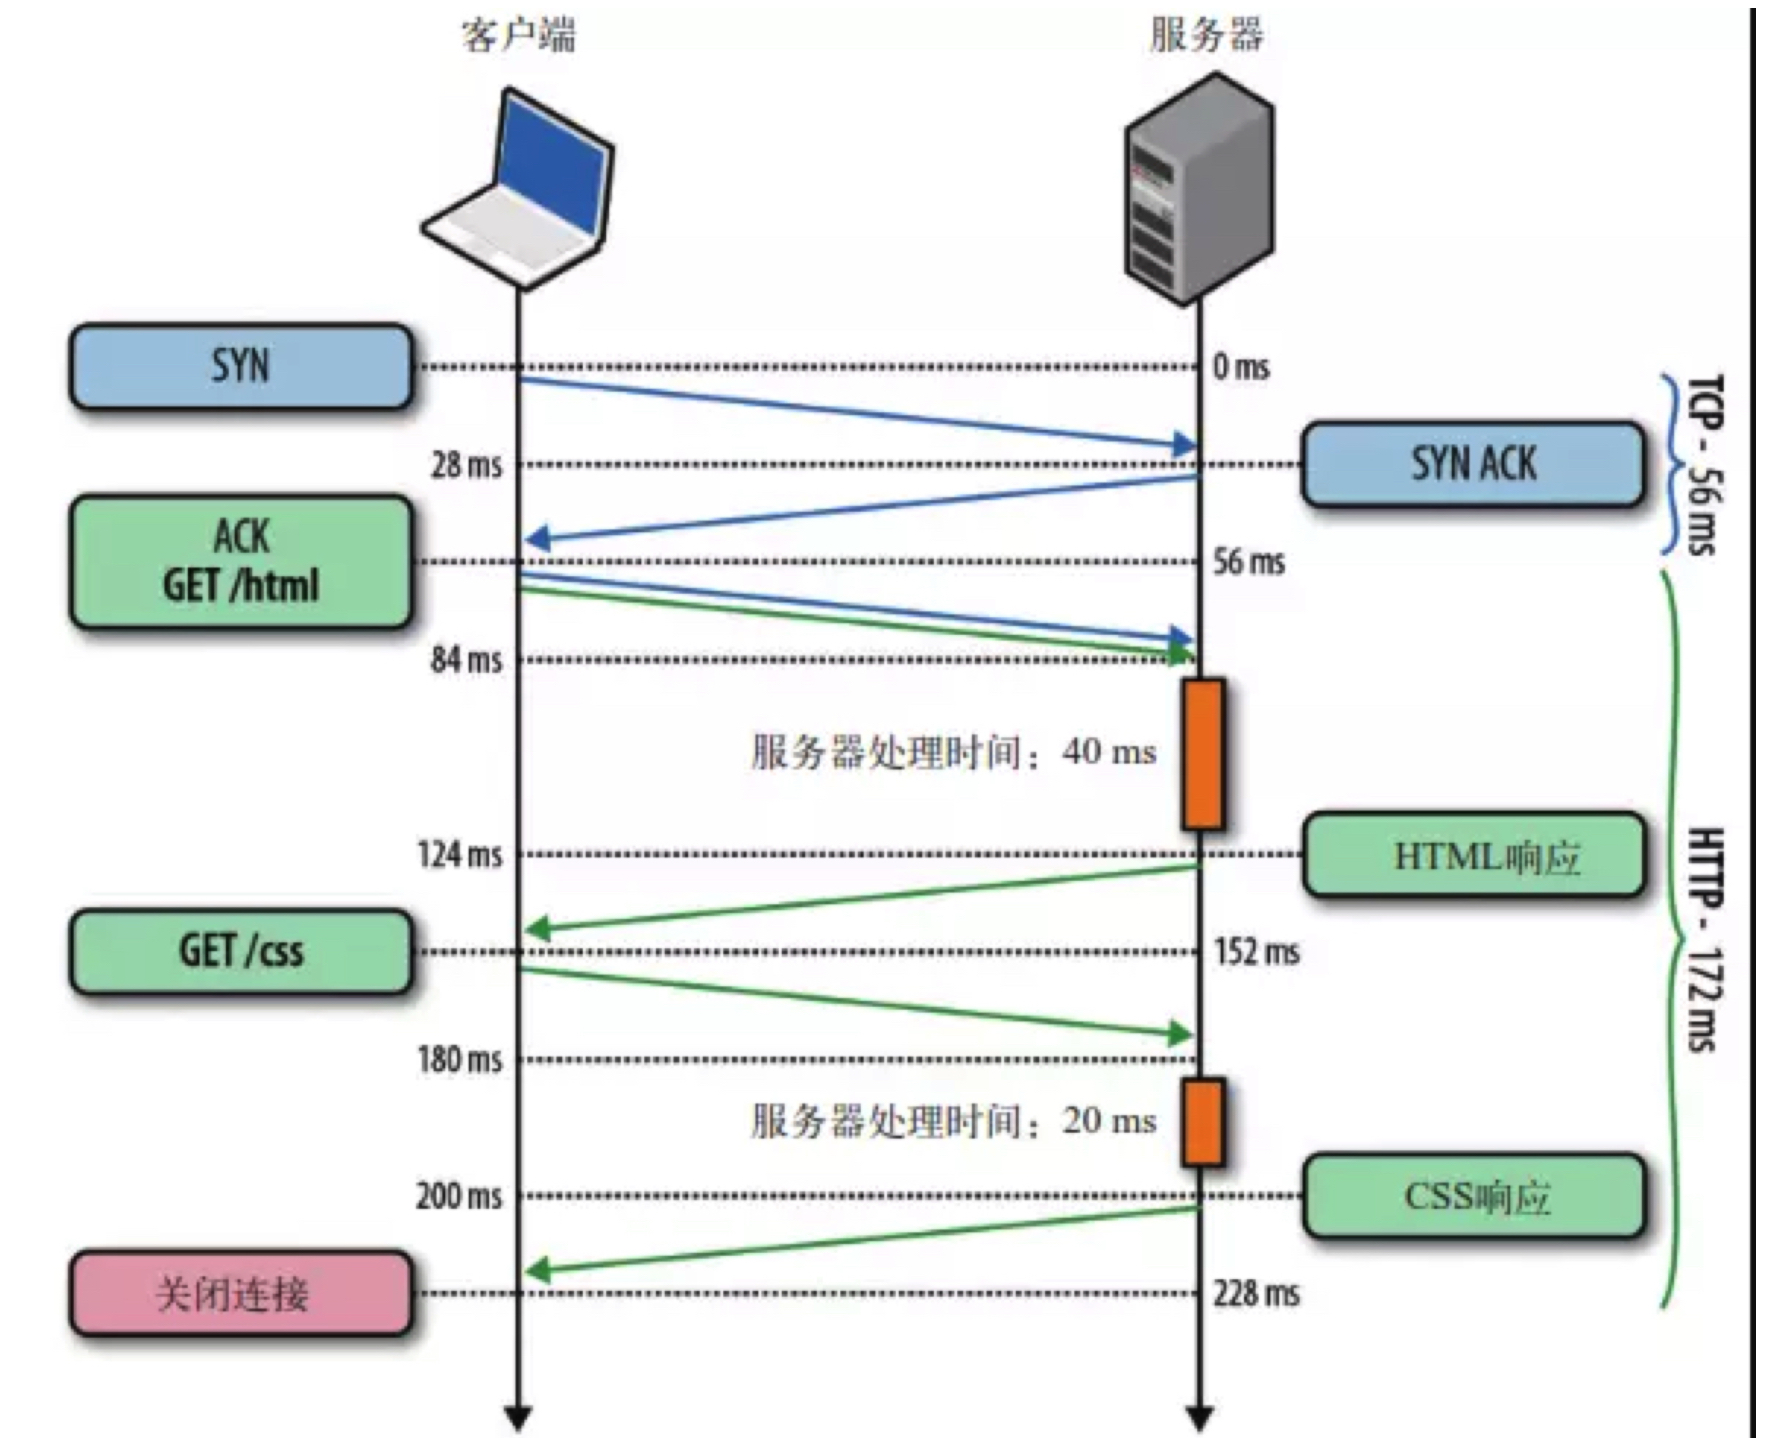 客户端
服务器
SYN
0 ms
28 ms
SYN ACK
TCP - 56 ms
ACK
GET /html
56 ms
84 ms
服务器处理时间：40 ms
124 ms
HTML响应
HTTP - 172 ms
GET /css
152 ms
180 ms
服务器处理时间：20 ms
200 ms
CSS响应
关闭连接
228 ms